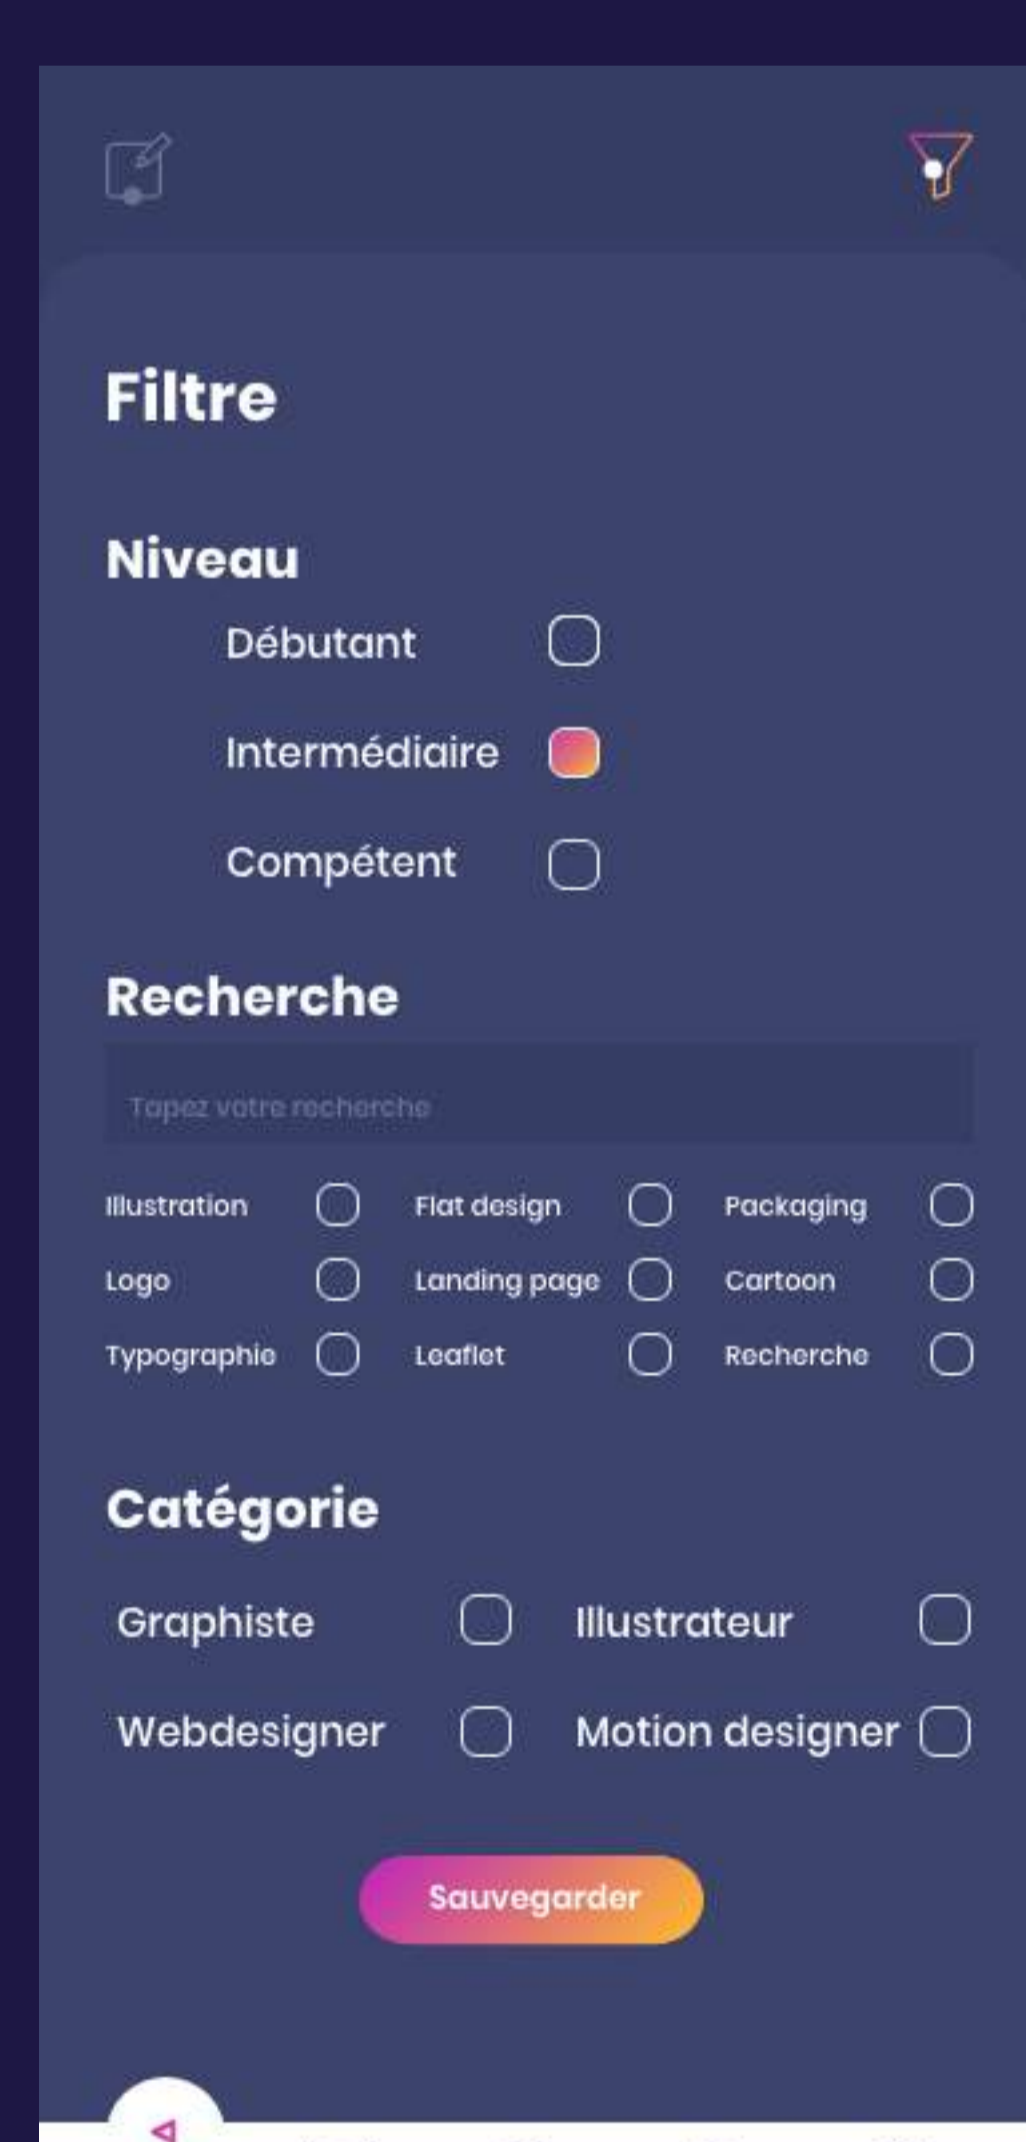 Filtre
Niveau
Débutant
Intermédiaire
Compétent
Recherche
Tapez votre recherche
Illustration Flat design Packaging
Logo Landing page Cartoon
Typographie Leaflet Recherche
Catégorie
Graphiste Illustrateur
Webdesigner Motion designer
Sauvegarder